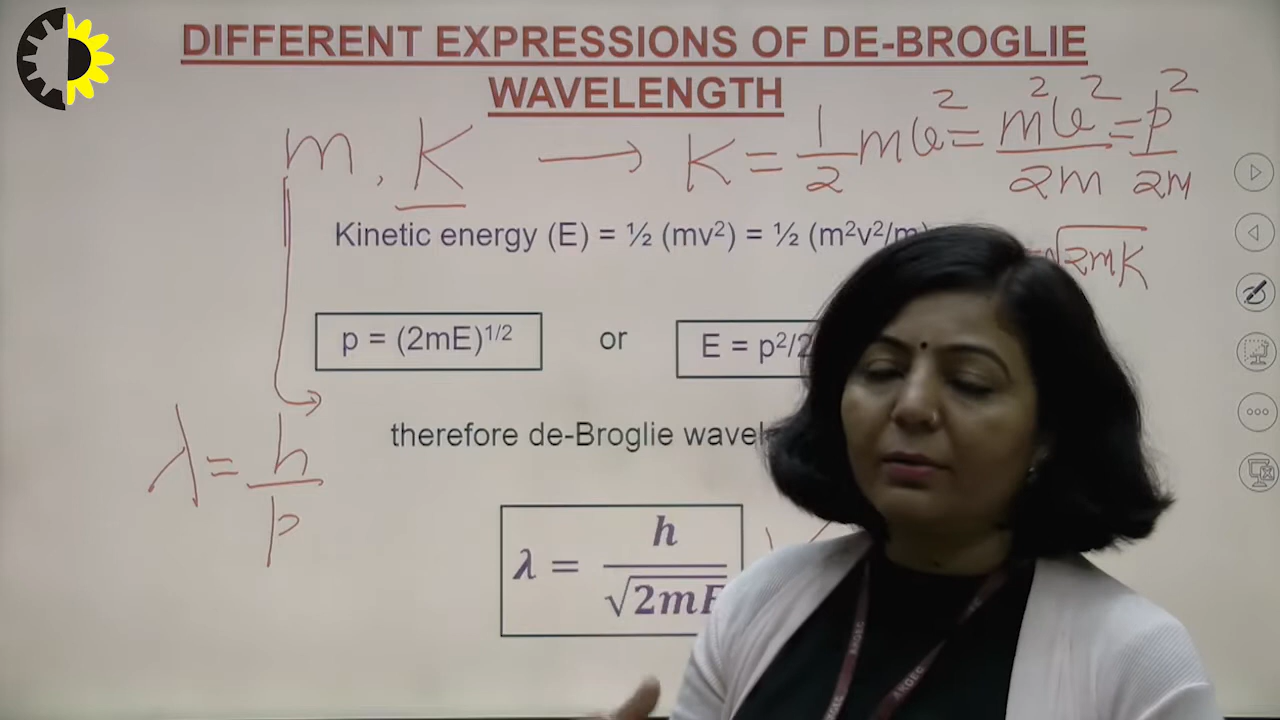 DIFFERENT EXPRESSIONS OF DE-BROGLIE
WAVELENGTH
m, K → K = 1/2 mv² = m²v²/2m = p²/2m
Kinetic energy (E) = ½ (mv²) = ½ (m²v²/m)
= √2mK
p = (2mE)¹/² or E = p²/2
therefore de-Broglie
λ = h/p
λ = h/√2mE
AKGEC